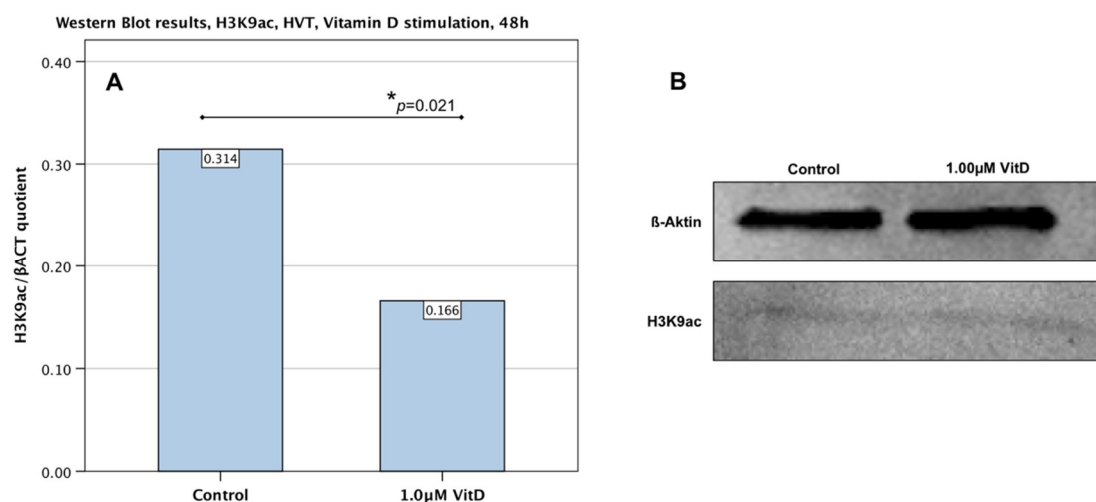 Western Blot results, H3K9ac, HVT, Vitamin D stimulation, 48h
A
*p=0.021
0.40
0.30
0.20
0.10
0.00
H3K9ac/βACT quotient
0.314
0.166
Control
1.0µM VitD
B
Control
1.00µM VitD
ß-Aktin
H3K9ac